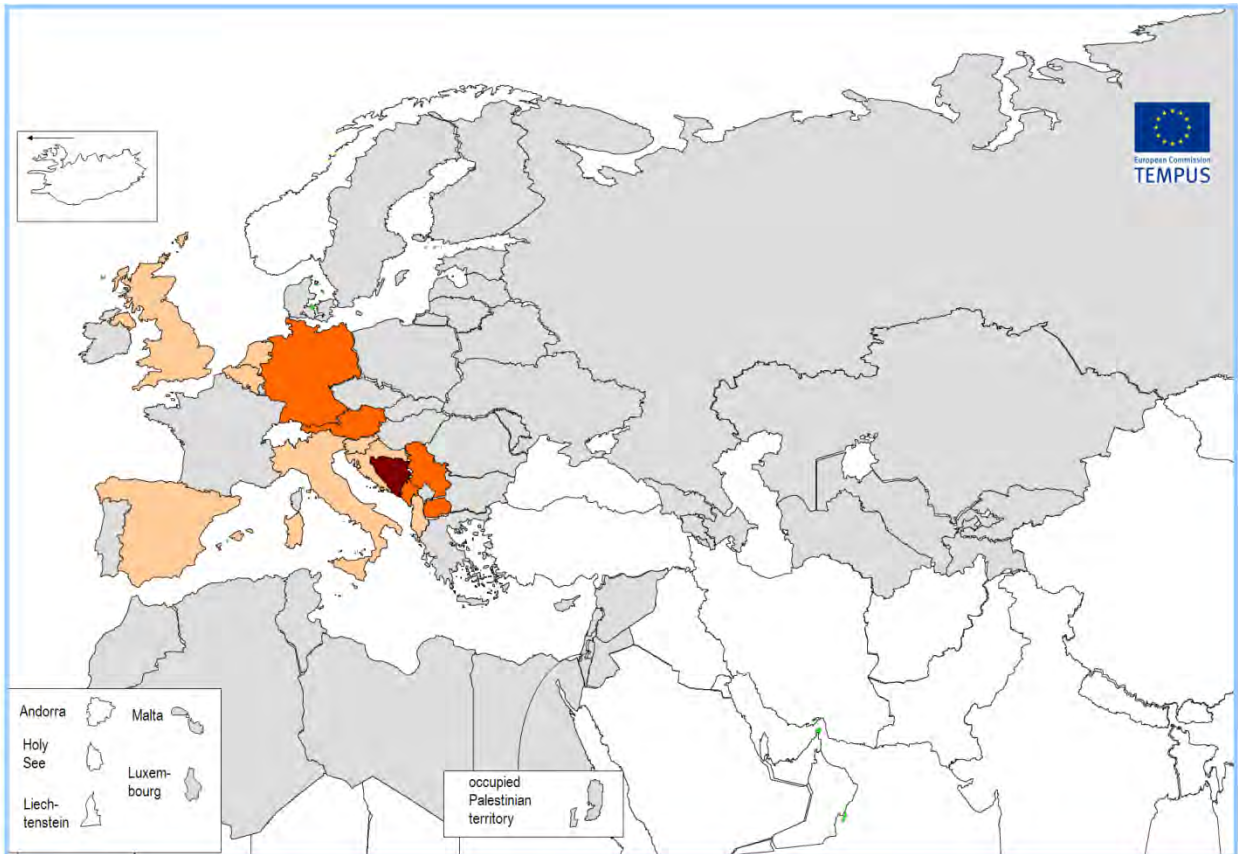 European Commission
TEMPUS
Andorra
Malta
Holy
See
Luxem-
bourg
Liech-
tenstein
occupied
Palestinian
territory